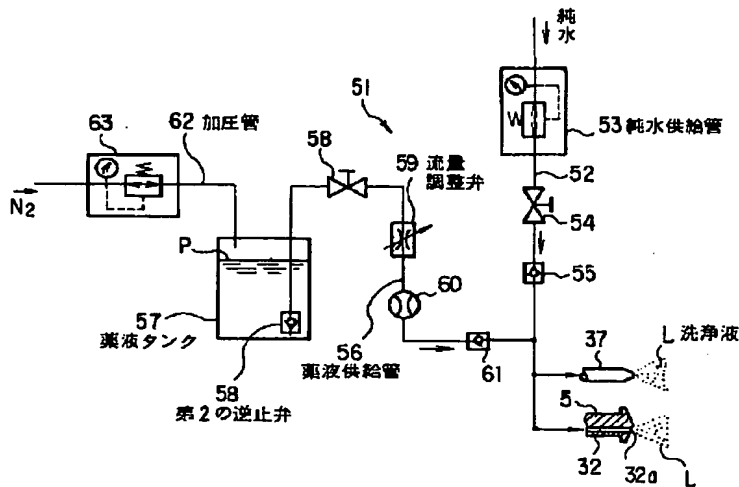 純水
51
63
62 加圧管
58
59 流量
調整弁
W
53 純水供給管
52
54
55
N2
W
P
60
57
薬液タンク
58
第2の逆止弁
56
薬液供給管
61
37
L 洗浄液
5
32
32a
L